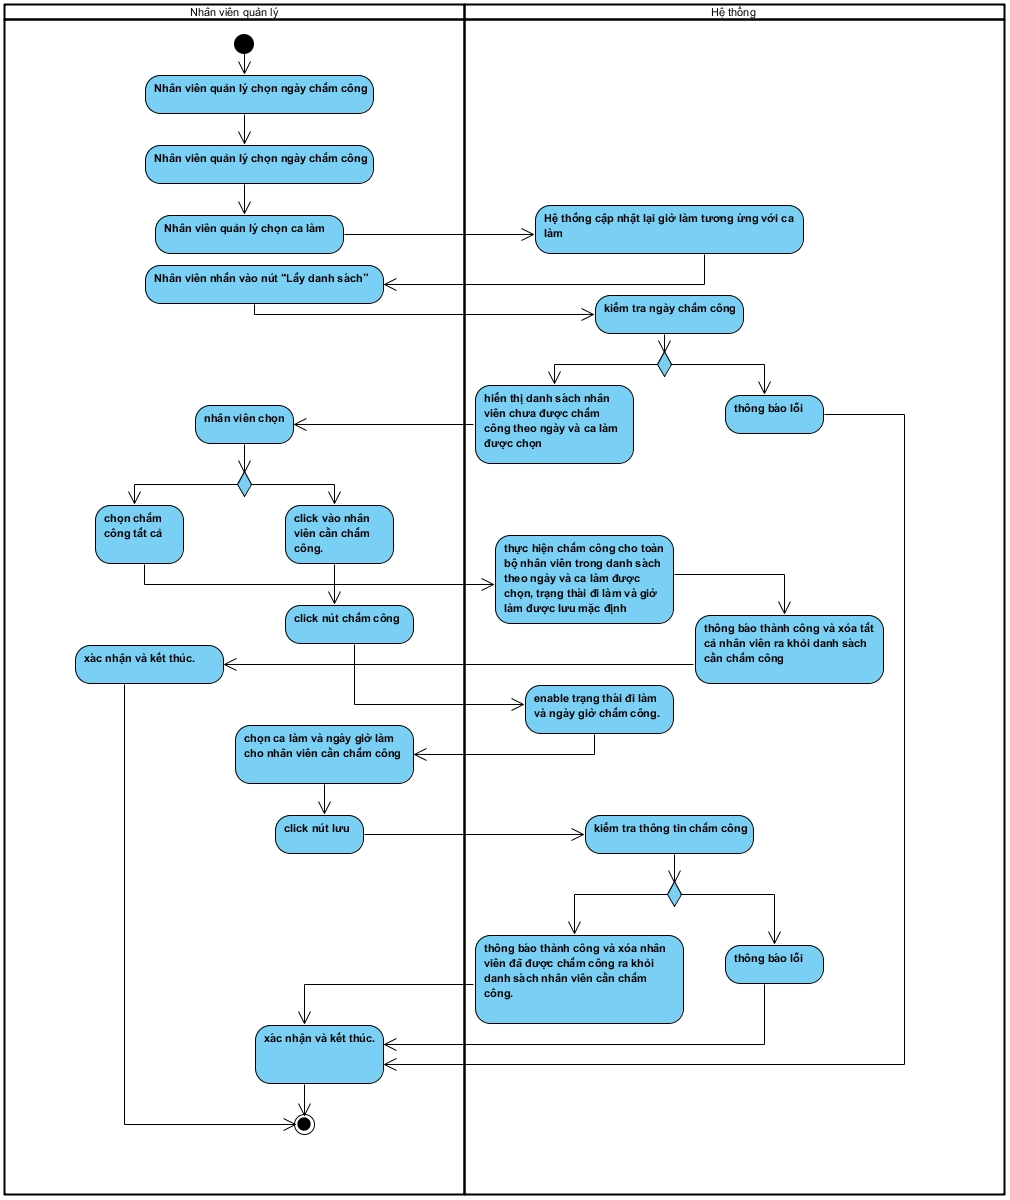 Nhân viên quản lý
Hệ thống
Nhân viên quản lý chọn ngày chấm công
Nhân viên quản lý chọn ngày chấm công
Nhân viên quản lý chọn ca làm
Hệ thống cập nhật lại giờ làm tương ứng với ca
làm
Nhân viên nhấn vào nút “Lấy danh sách”
kiểm tra ngày chấm công
hiển thị danh sách nhân
viên chưa được chấm
công theo ngày và ca làm
được chọn
thông báo lỗi
nhân viên chọn
chọn chấm
công tất cả
click vào nhân
viên cần chấm
công.
thực hiện chấm công cho toàn
bộ nhân viên trong danh sách
theo ngày và ca làm được
chọn, trạng thái đi làm và giờ
làm được lưu mặc định
click nút chấm công
thông báo thành công và xóa tất
cả nhân viên ra khỏi danh sách
cần chấm công
xác nhận và kết thúc.
enable trạng thái đi làm
và ngày giờ chấm công.
chọn ca làm và ngày giờ làm
cho nhân viên cần chấm công
click nút lưu
kiểm tra thông tin chấm công
thông báo thành công và xóa nhân
viên đã được chấm công ra khỏi
danh sách nhân viên cần chấm
công.
thông báo lỗi
xác nhận và kết thúc.